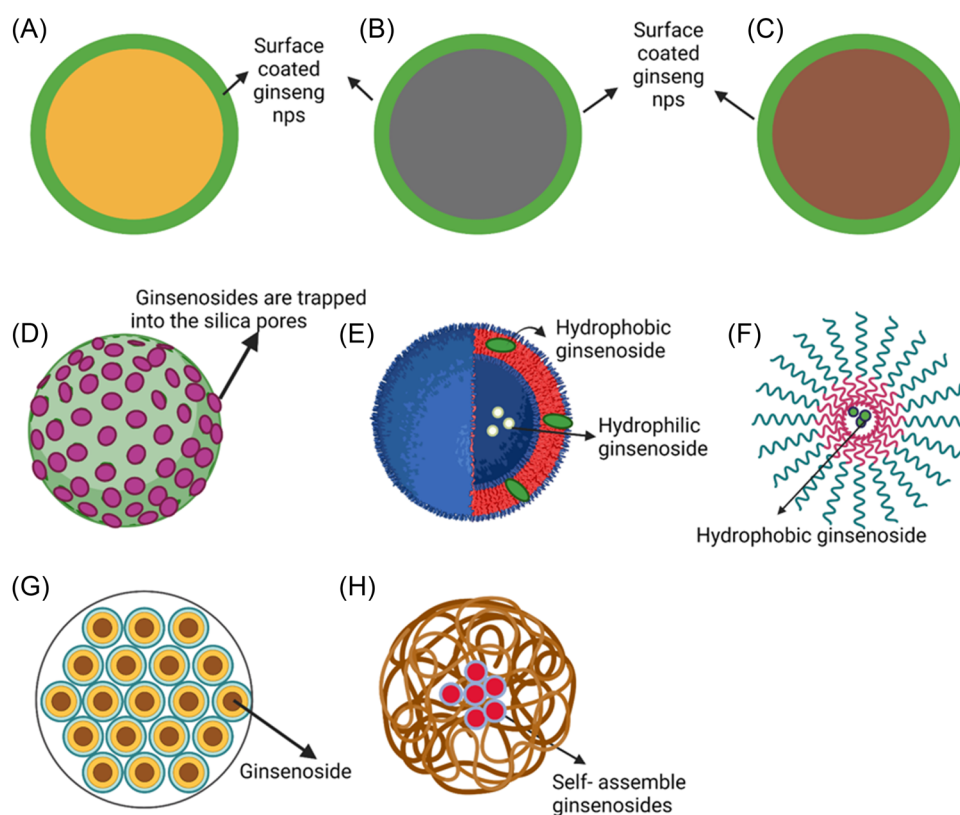 (A)
Surface
coated
ginseng
nps
(B)
Surface
coated
ginseng
nps
(C)
(D)
Ginsenosides are trapped
into the silica pores
(E)
Hydrophobic
ginsenoside
Hydrophilic
ginsenoside
(F)
Hydrophobic ginsenoside
(G)
Ginsenoside
(H)
Self- assemble
ginsenosides